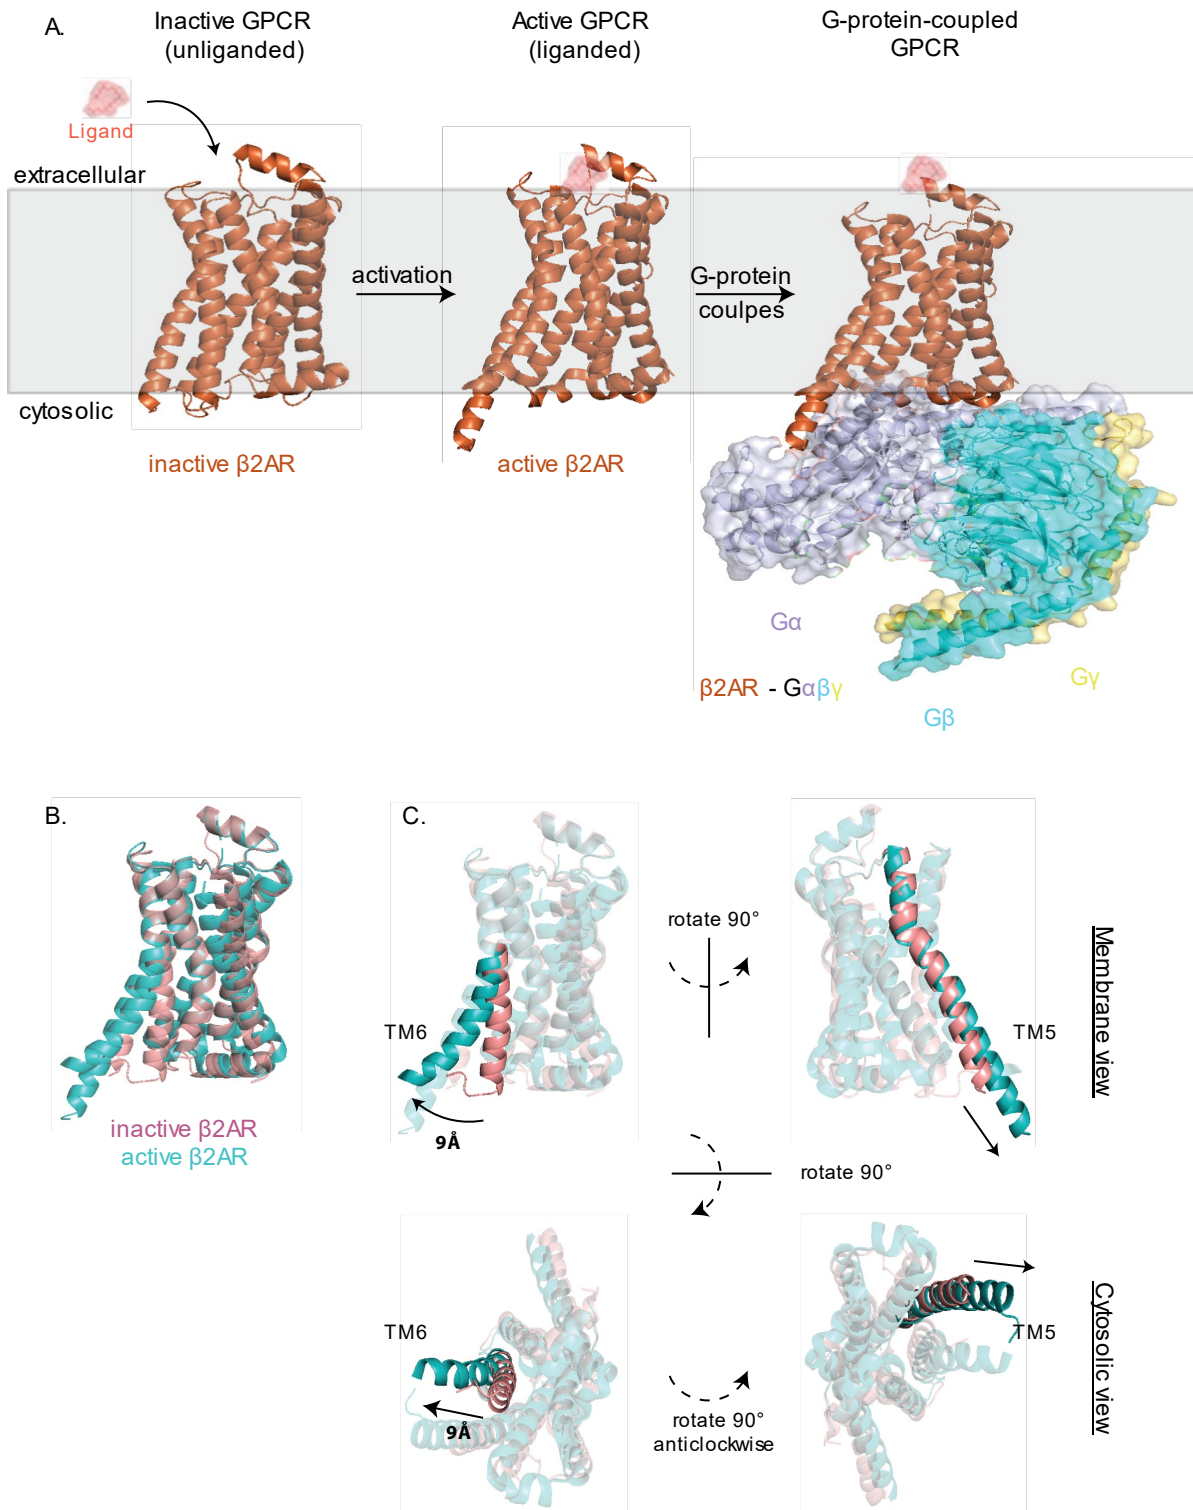 A.
Inactive GPCR
(unliganded)
Active GPCR
(liganded)
G-protein-coupled
GPCR
Ligand
extracellular
activation
G-protein
coulpes
cytosolic
inactive β2AR
active β2AR
Gα
Gγ
β2AR - Gαβγ
Gβ
B.
C.
rotate 90°
TM6
TM5
Membrane view
9Å
inactive β2AR
active β2AR
rotate 90°
TM6
TM5
9Å
rotate 90°
anticlockwise
Cytosolic view